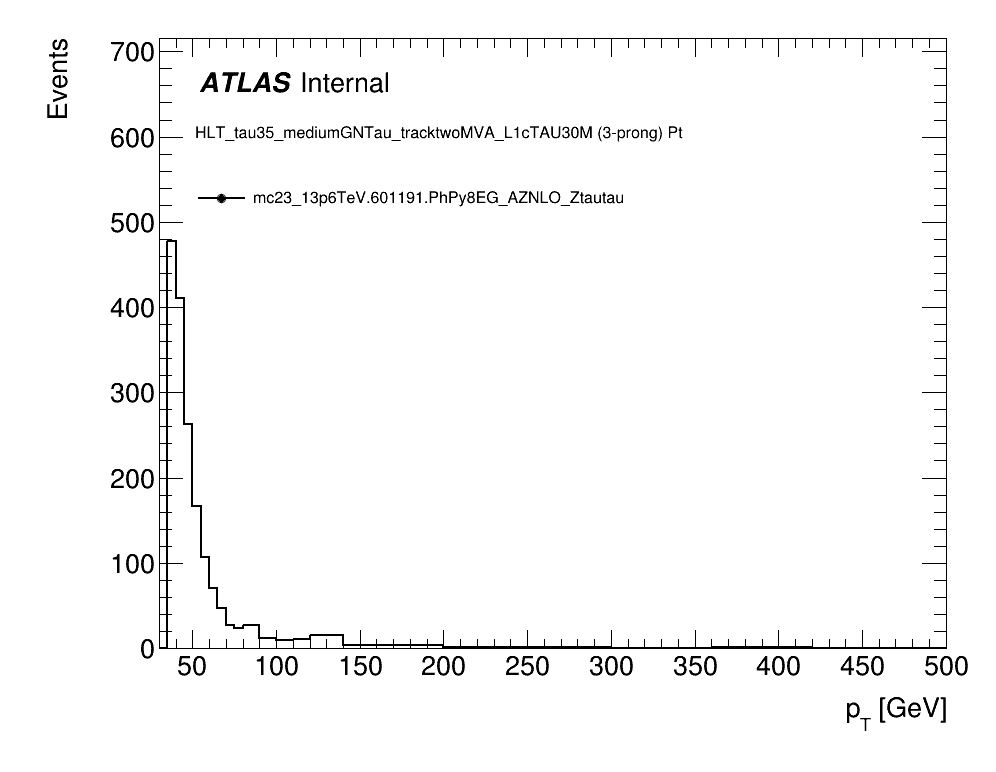 Events
700
600
500
400
300
200
100
0
ATLAS Internal
HLT_tau35_mediumGNTau_tracktwoMVA_L1cTAU30M (3-prong) Pt
mc23_13p6TeV.601191.PhPy8EG_AZNLO_Ztautau
50 100 150 200 250 300 350 400 450 500
p_T [GeV]